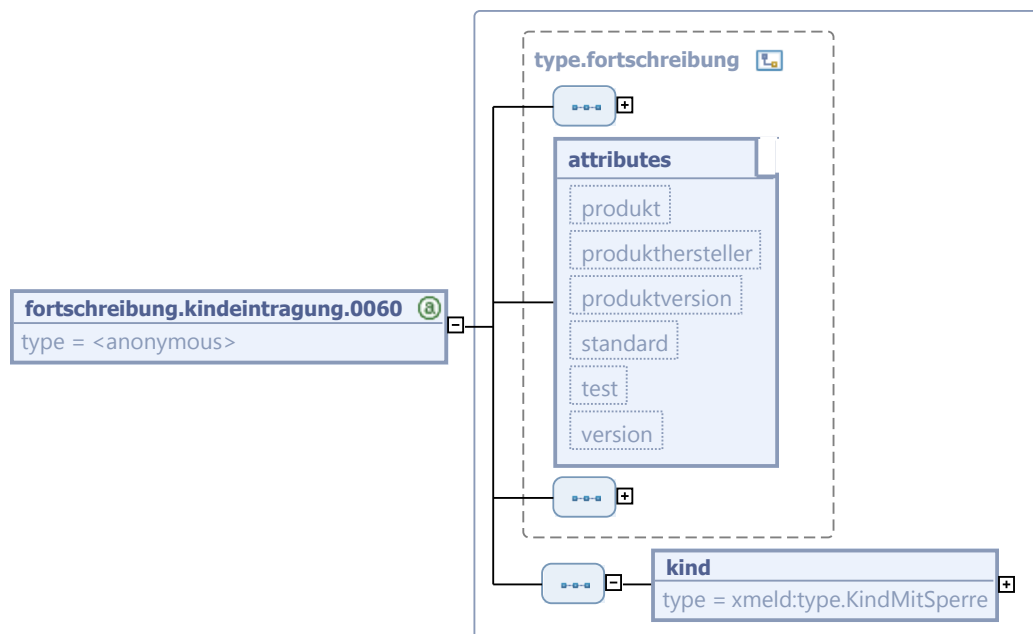 type.fortschreibung
attributes
produkt
produkthersteller
produktversion
standard
test
version
fortschreibung.kindeintragung.0060 a
type = <anonymous>
kind
type = xmeld:type.KindMitSperre